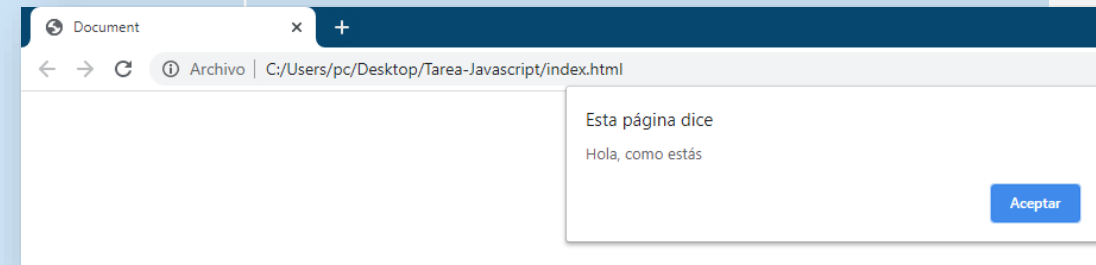 Document
Archivo | C:/Users/pc/Desktop/Tarea-Javascript/index.html
Esta página dice
Hola, como estás
Aceptar